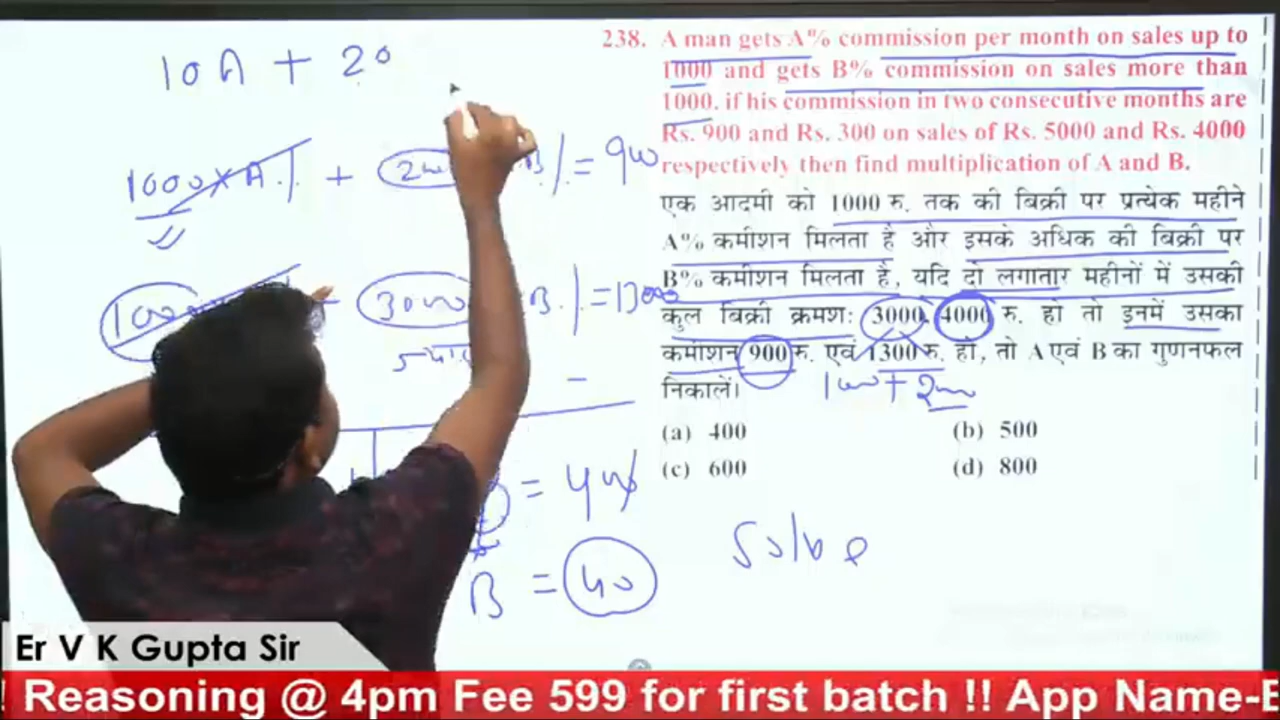 10A + 20
1000×A% + 200 B% = 900
1000 3000 B% = 1300
= 400
B = 40
238. A man gets A% commission per month on sales up to
1000 and gets B% commission on sales more than
1000. if his commission in two consecutive months are
Rs. 900 and Rs. 300 on sales of Rs. 5000 and Rs. 4000
respectively then find multiplication of A and B.
एक आदमी को 1000 रु. तक की बिक्री पर प्रत्येक महीने
A% कमीशन मिलता है और इसके अधिक की बिक्री पर
B% कमीशन मिलता है, यदि दो लगातार महीनों में उसकी
कुल बिक्री क्रमशः 3000, 4000 रु. हो तो इनमें उसका
कमीशन 900 रु. एवं 1300 रु. हो, तो A एवं B का गुणनफल
निकालें।
(a) 400 (b) 500
(c) 600 (d) 800
Solve
Er V K Gupta Sir
! Reasoning @ 4pm Fee 599 for first batch !! App Name-E